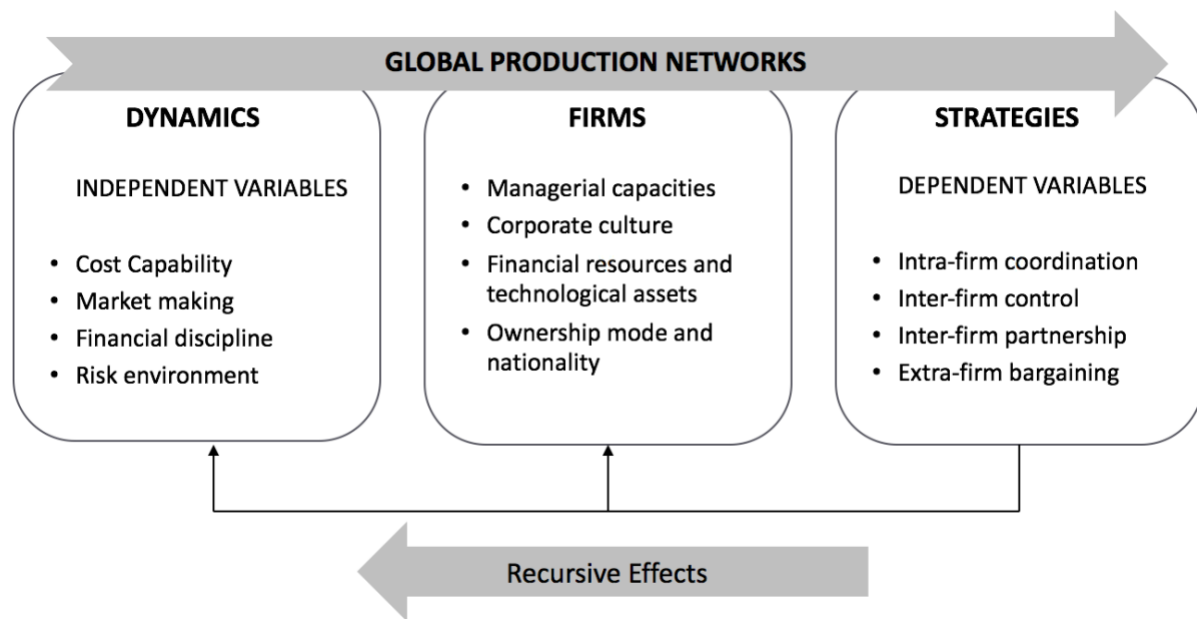 GLOBAL PRODUCTION NETWORKS
DYNAMICS
INDEPENDENT VARIABLES
• Cost Capability
• Market making
• Financial discipline
• Risk environment
FIRMS
• Managerial capacities
• Corporate culture
• Financial resources and
technological assets
• Ownership mode and
nationality
STRATEGIES
DEPENDENT VARIABLES
• Intra-firm coordination
• Inter-firm control
• Inter-firm partnership
• Extra-firm bargaining
Recursive Effects